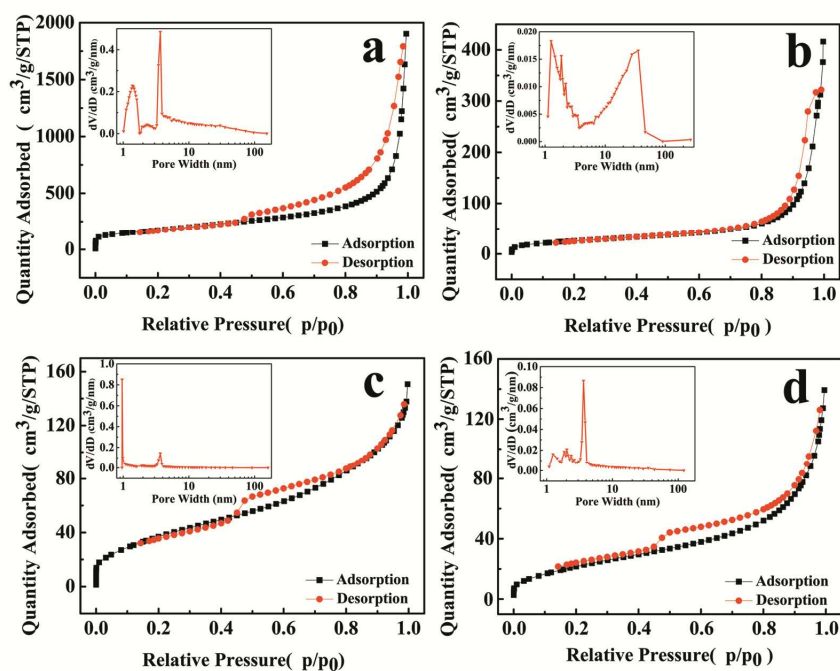 a
Quantity Adsorbed ( cm³/g/STP)
2000
1750
1500
1000
500
250
0
0.0 0.2 0.4 0.6 0.8 1.0
Relative Pressure( p/p₀)
Adsorption
Desorption
dV/dD (cm³/g/nm)
0.4
0.2
0.0
1 10 100
Pore Width (nm)
b
Quantity Adsorbed( cm³/g/STP)
400
300
200
100
0
0.0 0.2 0.4 0.6 0.8 1.0
Relative Pressure( p/p₀ )
Adsorption
Desorption
dV/dD (cm³/g/nm)
0.020
0.015
0.010
0.005
0.000
1 10 100
Pore Width (nm)
c
Quantity Adsorbed( cm³/g/STP)
160
120
80
40
0
0.0 0.2 0.4 0.6 0.8 1.0
Relative Pressure( p/p₀)
Adsorption
Desorption
dV/dD (cm³/g/nm)
1.0
0.8
0.6
0.4
0.2
0.0
1 10 100
Pore Width (nm)
d
Quantity Adsorbed( cm³/g/STP)
140
120
80
40
0
0.0 0.2 0.4 0.6 0.8 1.0
Relative Pressure( p/p₀ )
Adsorption
Desorption
dV/dD (cm³/g/nm)
0.10
0.08
0.06
0.04
0.02
0.00
1 10 100
Pore Width (nm)